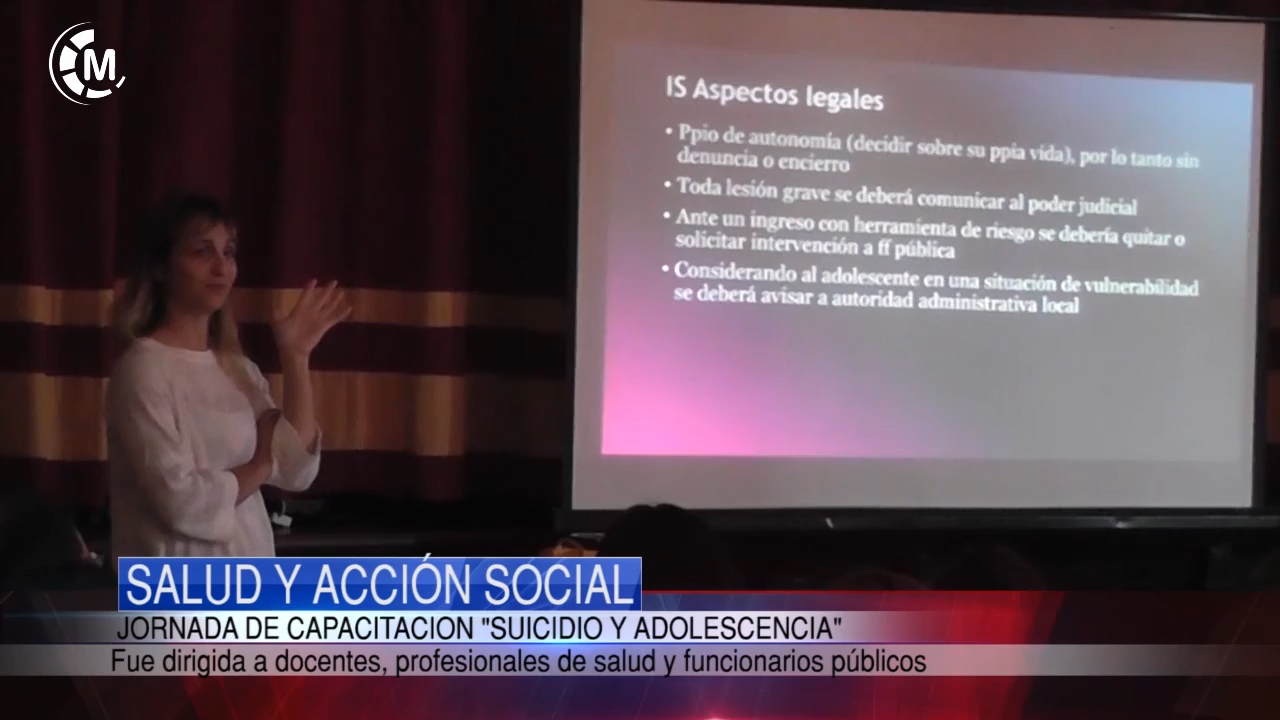 M
IS Aspectos legales
• Ppio de autonomía (decidir sobre su ppia vida), por lo tanto sin
denuncia o encierro
• Toda lesión grave se deberá comunicar al poder judicial
• Ante un ingreso con herramienta de riesgo se debería quitar o
solicitar intervención a ff pública
• Considerando al adolescente en una situación de vulnerabilidad
se deberá avisar a autoridad administrativa local
SALUD Y ACCIÓN SOCIAL
JORNADA DE CAPACITACION "SUICIDIO Y ADOLESCENCIA"
Fue dirigida a docentes, profesionales de salud y funcionarios públicos